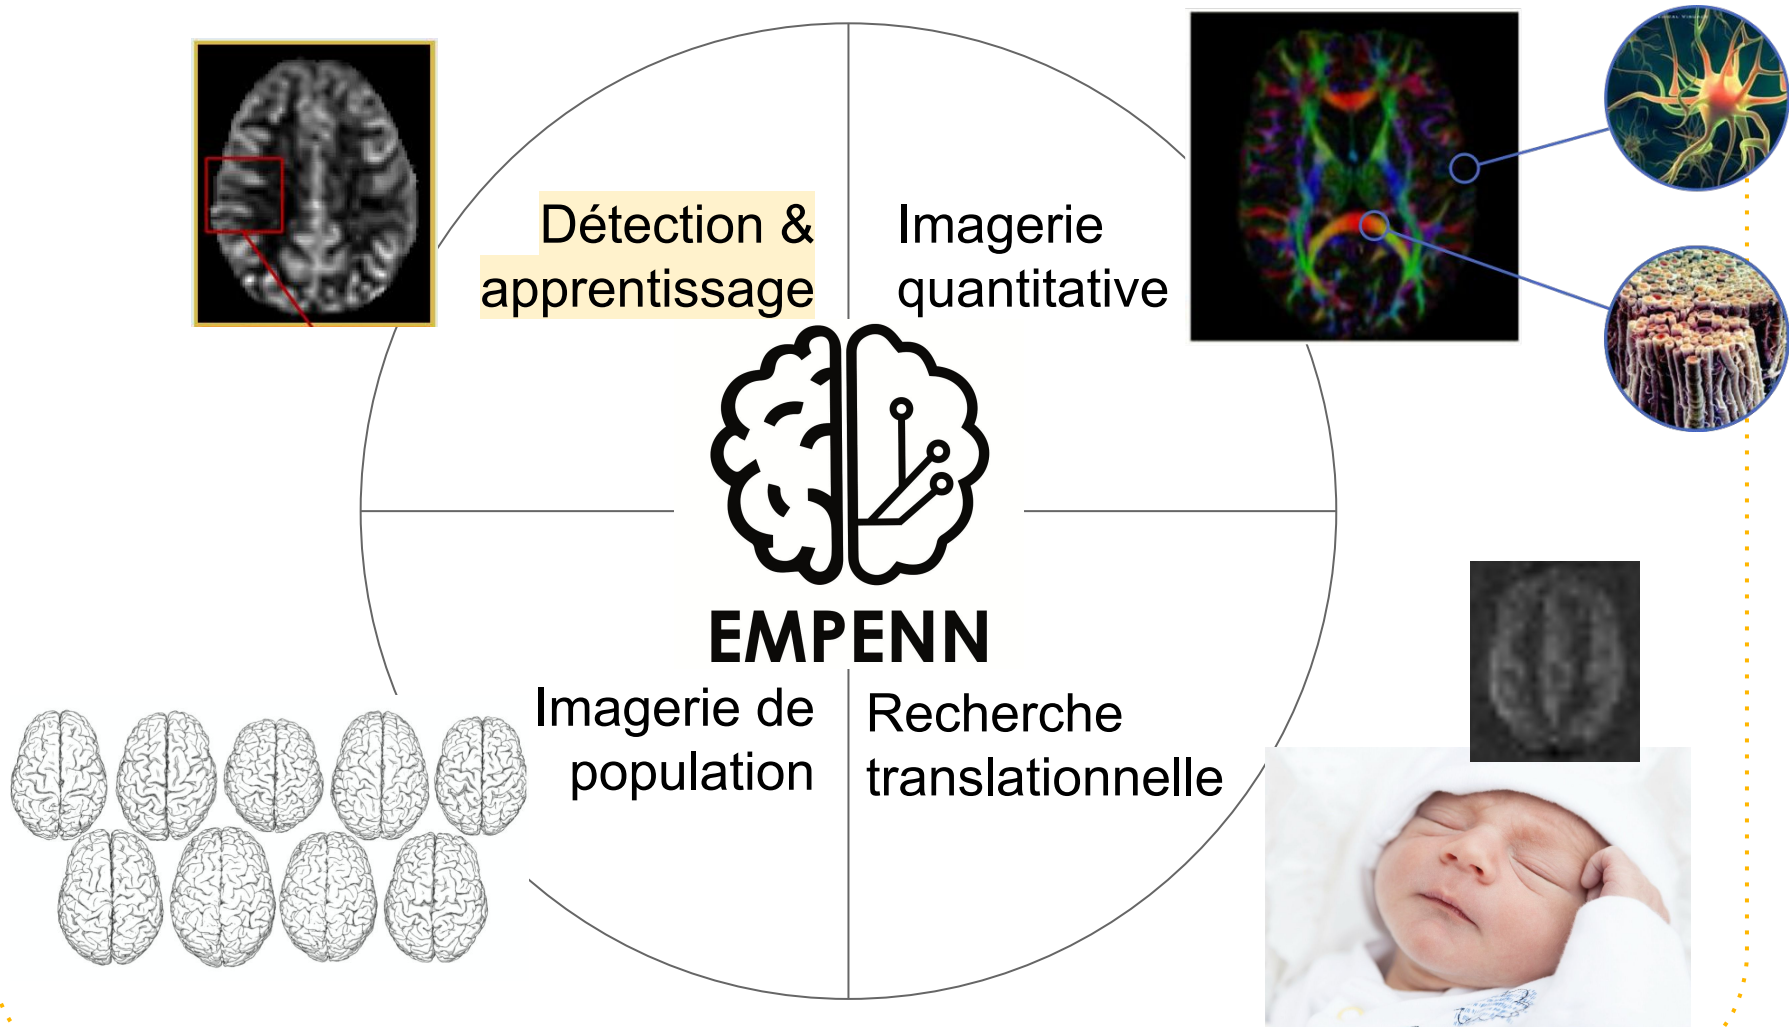 Détection &
apprentissage
Imagerie
quantitative
EMPENN
Imagerie de
population
Recherche
translationnelle